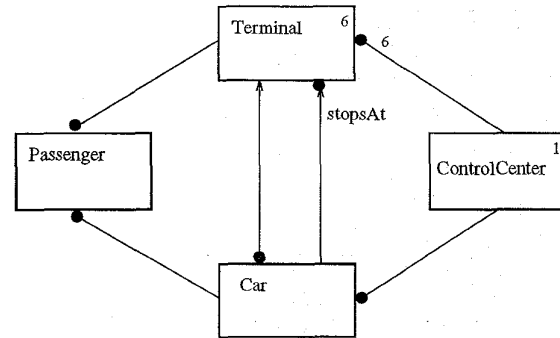 6
Terminal
6
stopsAt
Passenger
1
ControlCenter
Car